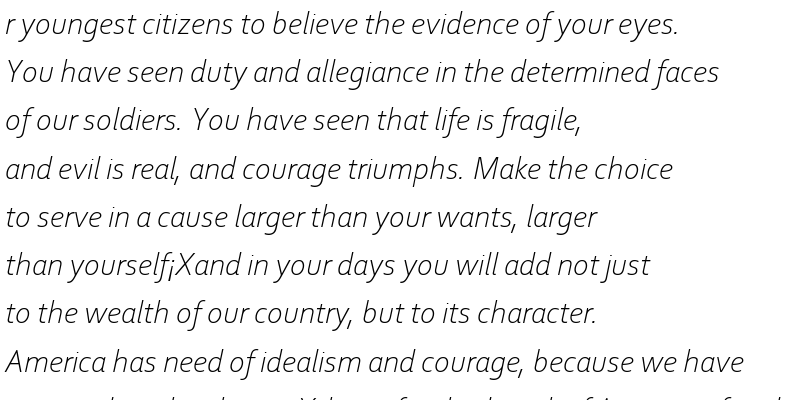 r youngest citizens to believe the evidence of your eyes.
You have seen duty and allegiance in the determined faces
of our soldiers. You have seen that life is fragile,
and evil is real, and courage triumphs. Make the choice
to serve in a cause larger than your wants, larger
than yourself¡Xand in your days you will add not just
to the wealth of our country, but to its character.
America has need of idealism and courage, because we have